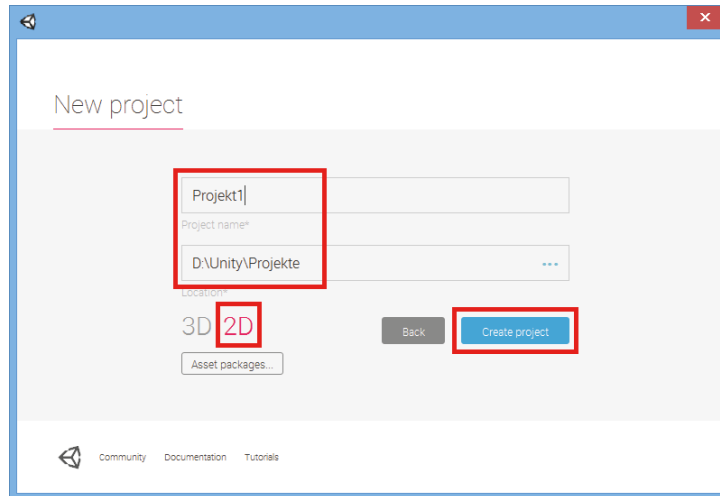 New project
Projekt1
Project name*
D:\Unity\Projekte
Location*
3D 2D
Back Create project
Asset packages...
Community Documentation Tutorials